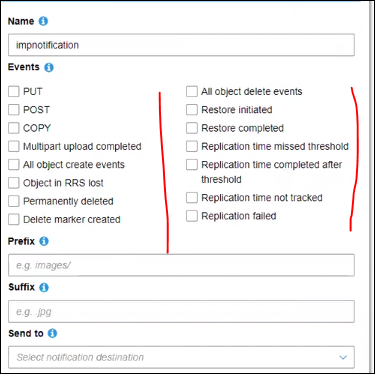 Name
impnotification
Events
PUT
POST
COPY
Multipart upload completed
All object create events
Object in RRS lost
Permanently deleted
Delete marker created
All object delete events
Restore initiated
Restore completed
Replication time missed threshold
Replication time completed after
threshold
Replication time not tracked
Replication failed
Prefix
e.g. images/
Suffix
e.g. .jpg
Send to
Select notification destination